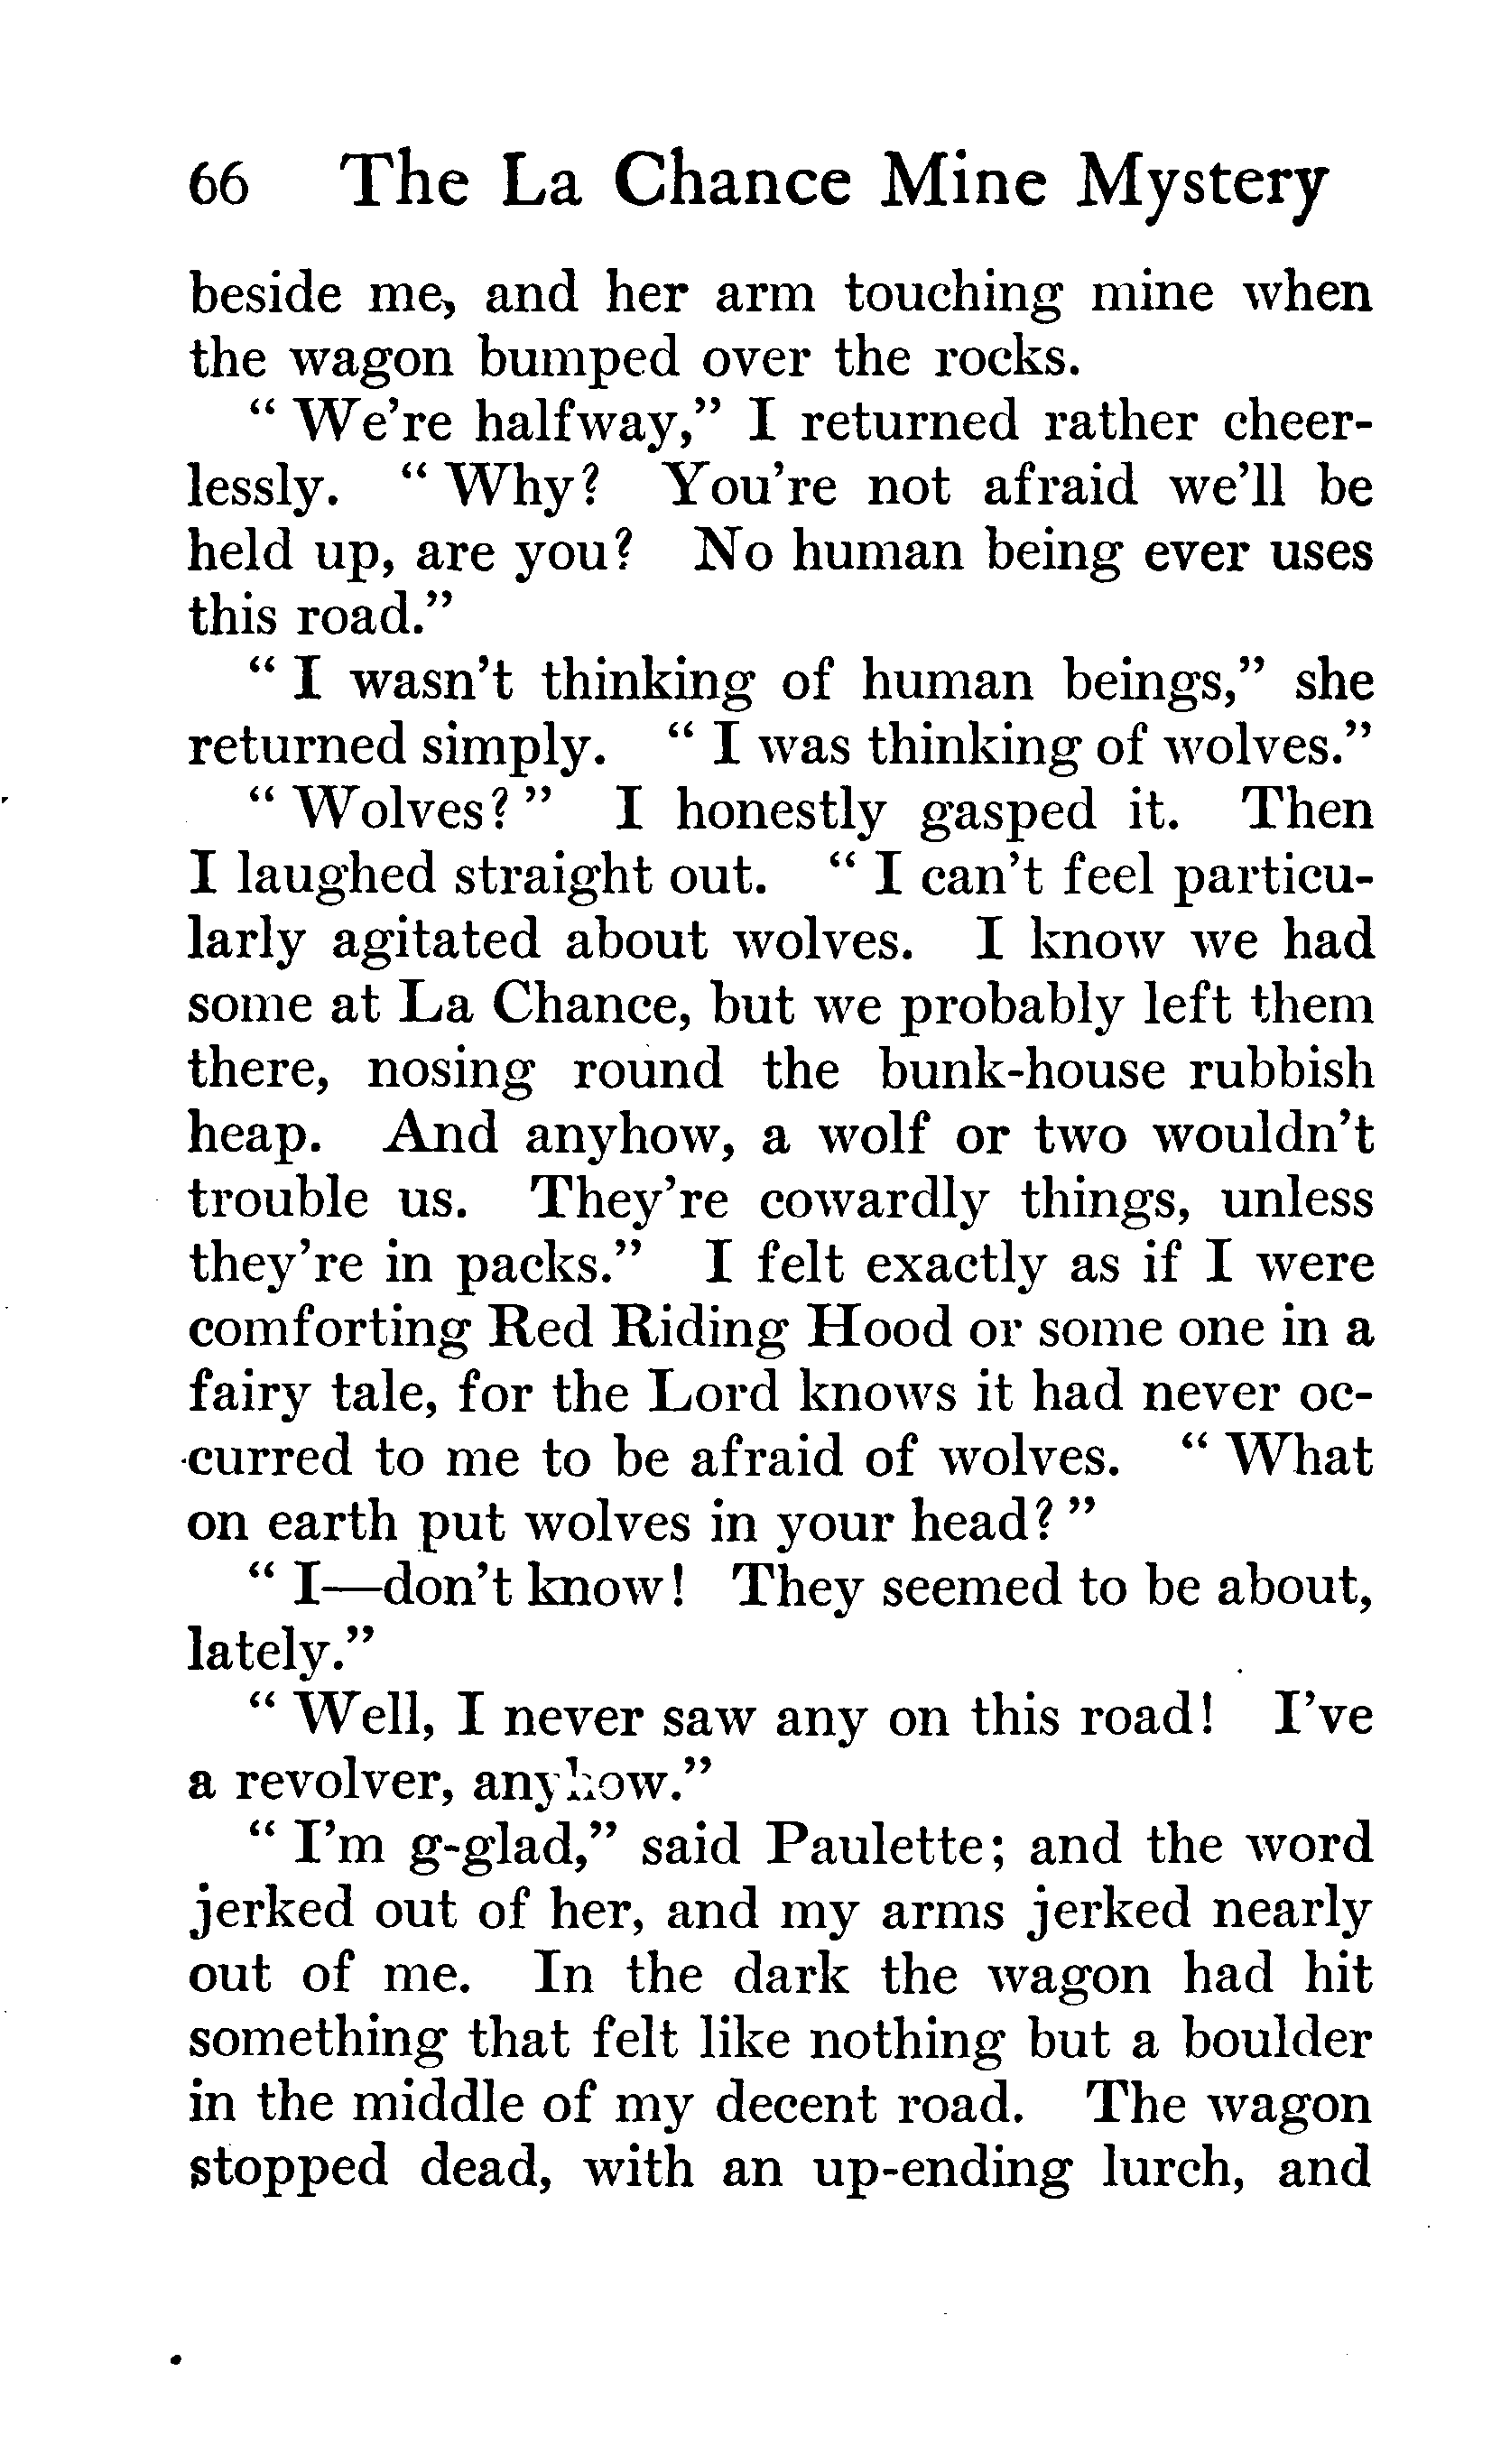 66 The La Chance Mine Mystery
beside me, and her arm touching mine when
the wagon bumped over the rocks.
“ We're halfway,” I returned rather cheer-
lessly. “ Why? You're not afraid we'll be
held up, are you? No human being ever uses
this road.”
“ I wasn't thinking of human beings,” she
returned simply. “ I was thinking of wolves.”
“ Wolves? ” I honestly gasped it. Then
I laughed straight out. “ I can't feel particu-
larly agitated about wolves. I know we had
some at La Chance, but we probably left them
there, nosing round the bunk-house rubbish
heap. And anyhow, a wolf or two wouldn't
trouble us. They're cowardly things, unless
they're in packs.” I felt exactly as if I were
comforting Red Riding Hood or some one in a
fairy tale, for the Lord knows it had never oc-
curred to me to be afraid of wolves. “ What
on earth put wolves in your head? ”
“ I—don't know! They seemed to be about,
lately.”
“ Well, I never saw any on this road! I've
a revolver, anyhow.”
“ I'm g-glad,” said Paulette; and the word
jerked out of her, and my arms jerked nearly
out of me. In the dark the wagon had hit
something that felt like nothing but a boulder
in the middle of my decent road. The wagon
stopped dead, with an up-ending lurch, and